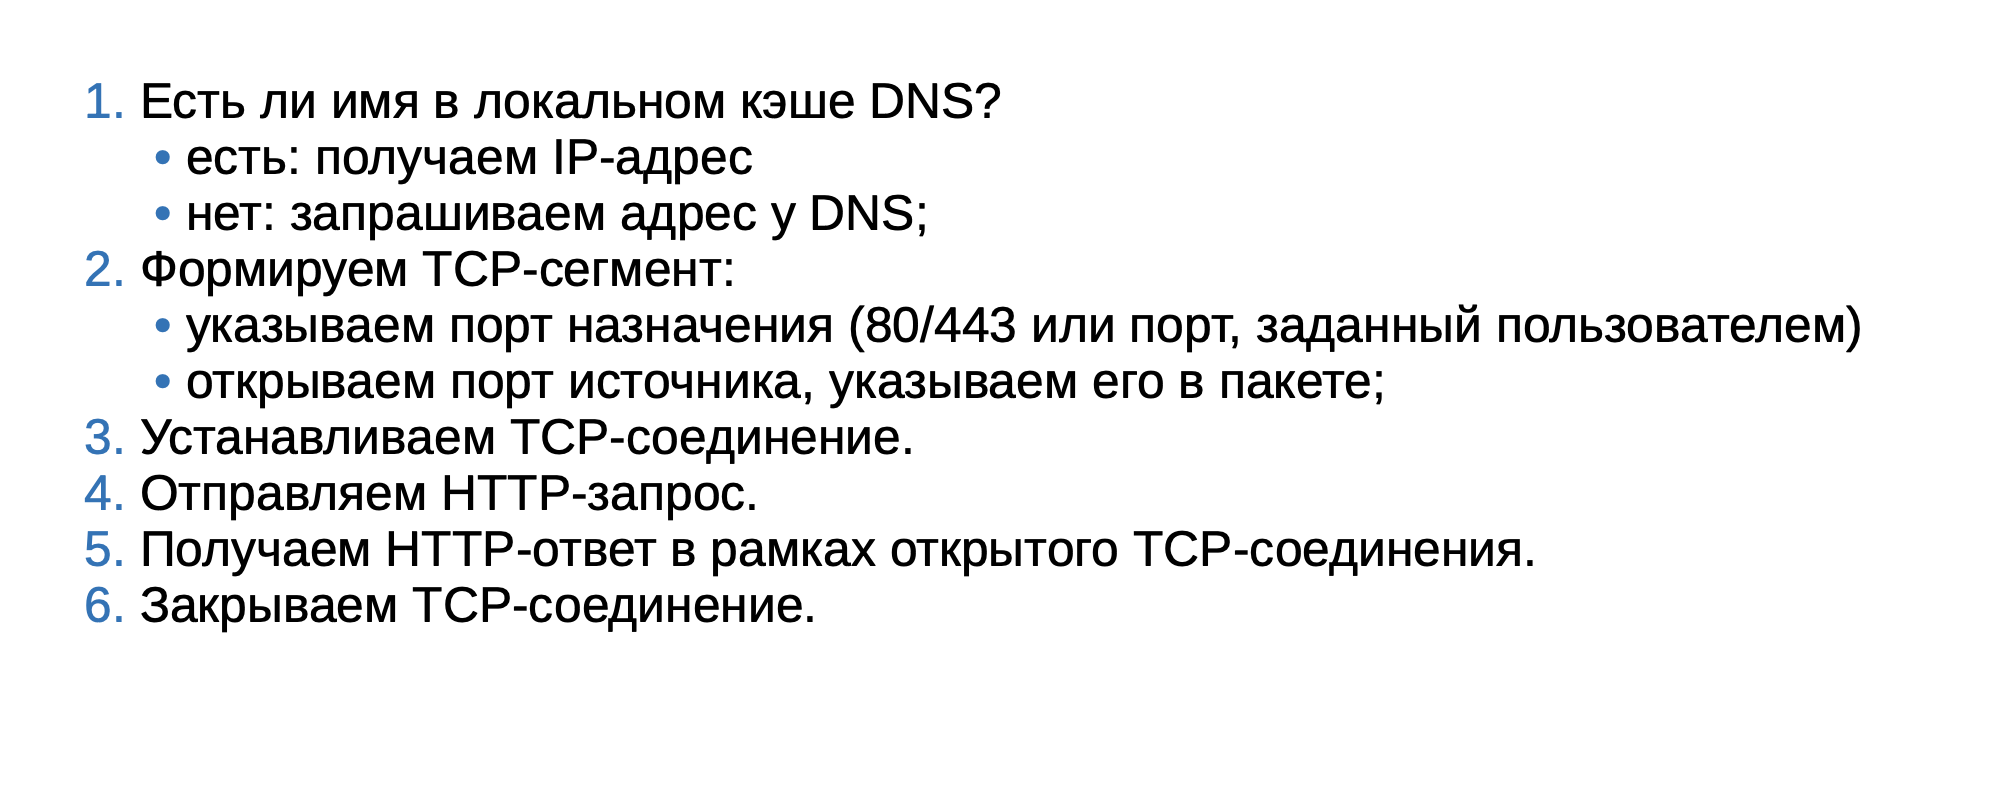 1. Есть ли имя в локальном кэше DNS?
• есть: получаем IP-адрес
• нет: запрашиваем адрес у DNS;
2. Формируем TCP-сегмент:
• указываем порт назначения (80/443 или порт, заданный пользователем)
• открываем порт источника, указываем его в пакете;
3. Устанавливаем TCP-соединение.
4. Отправляем HTTP-запрос.
5. Получаем HTTP-ответ в рамках открытого TCP-соединения.
6. Закрываем TCP-соединение.